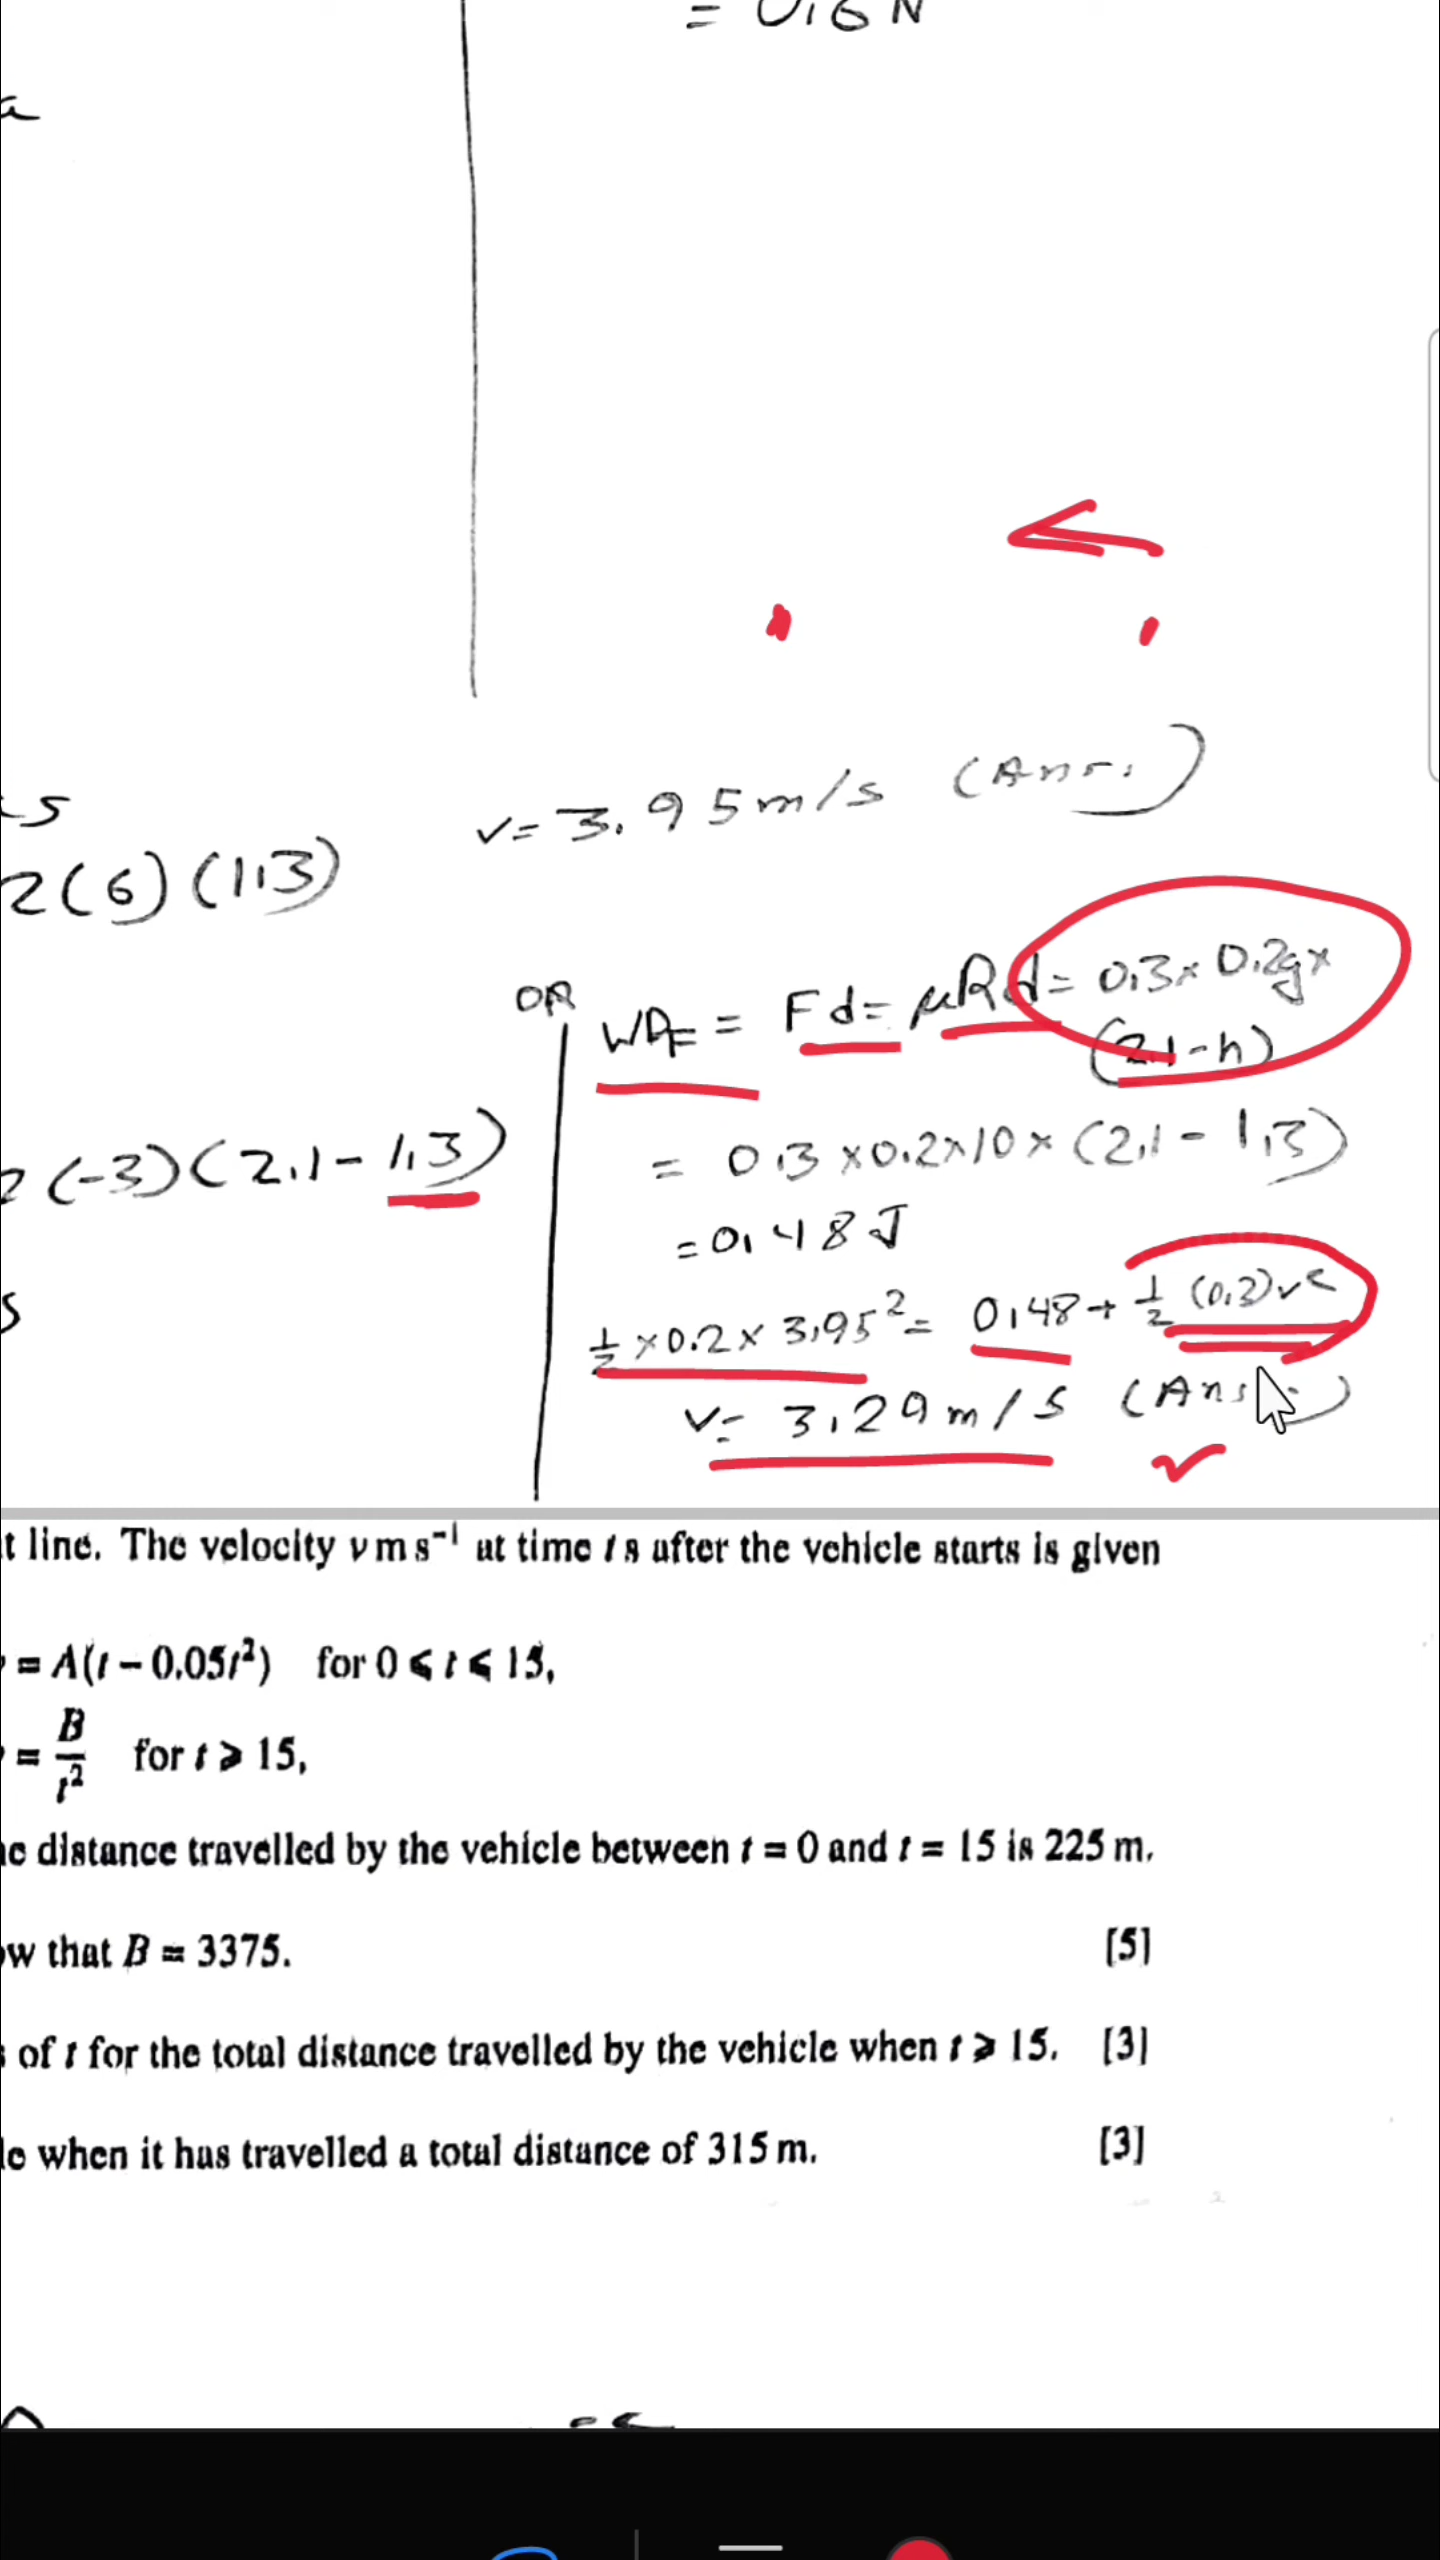 = 0.6 N
a
v = 3.95 m/s (Ans.)
2(6)(1.3)
OR WDF = Fd = μRd = 0.3 × 0.2g ×
(2.1 - h)
= 0.3 × 0.2 × 10 × (2.1 - 1.3)
(-3)(2.1 - 1.3)
= 0.48 J
s
½ × 0.2 × 3.95² = 0.48 + ½ (0.2)v²
v = 3.29 m/s (Ans.)
t line. The velocity v m s⁻¹ at time t s after the vehicle starts is given
= A(t − 0.05t²) for 0 ⩽ t ⩽ 15,
= B/t² for t ⩾ 15,
distance travelled by the vehicle between t = 0 and t = 15 is 225 m.
ow that B = 3375. [5]
of t for the total distance travelled by the vehicle when t ⩾ 15. [3]
le when it has travelled a total distance of 315 m. [3]